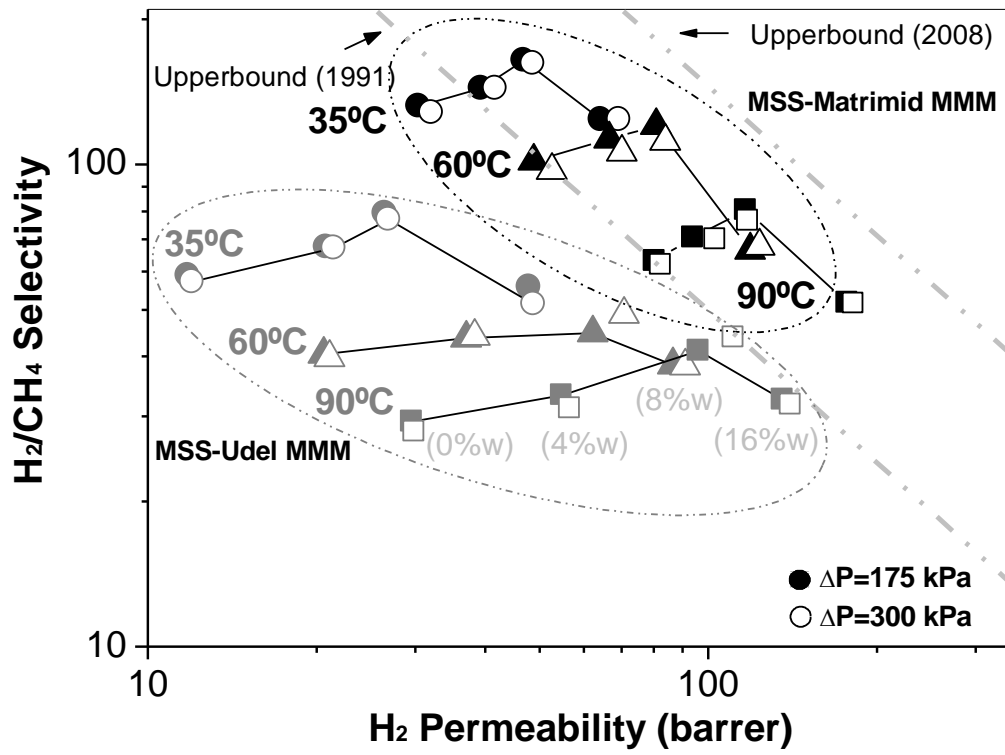 Upperbound (2008)
Upperbound (1991)
MSS-Matrimid MMM
35ºC
60ºC
90ºC
35ºC
60ºC
90ºC
(8%w)
(0%w)
(4%w)
(16%w)
MSS-Udel MMM
ΔP=175 kPa
ΔP=300 kPa
100
10
H₂/CH₄ Selectivity
10
100
H₂ Permeability (barrer)